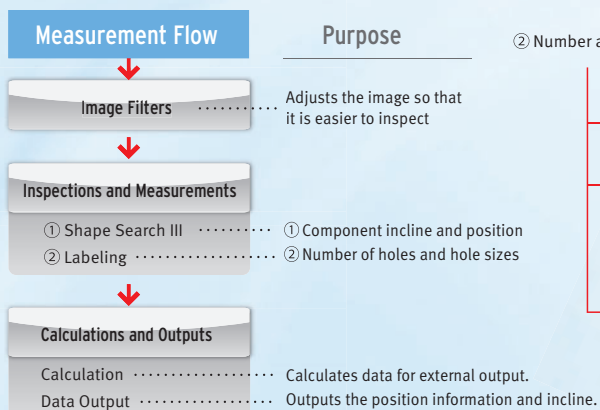 Measurement Flow
Purpose
② Number a
Image Filters ··········· Adjusts the image so that
it is easier to inspect
Inspections and Measurements
① Shape Search III ·········· ① Component incline and position
② Labeling ··················· ② Number of holes and hole sizes
Calculations and Outputs
Calculation ··················· Calculates data for external output.
Data Output ·················· Outputs the position information and incline.